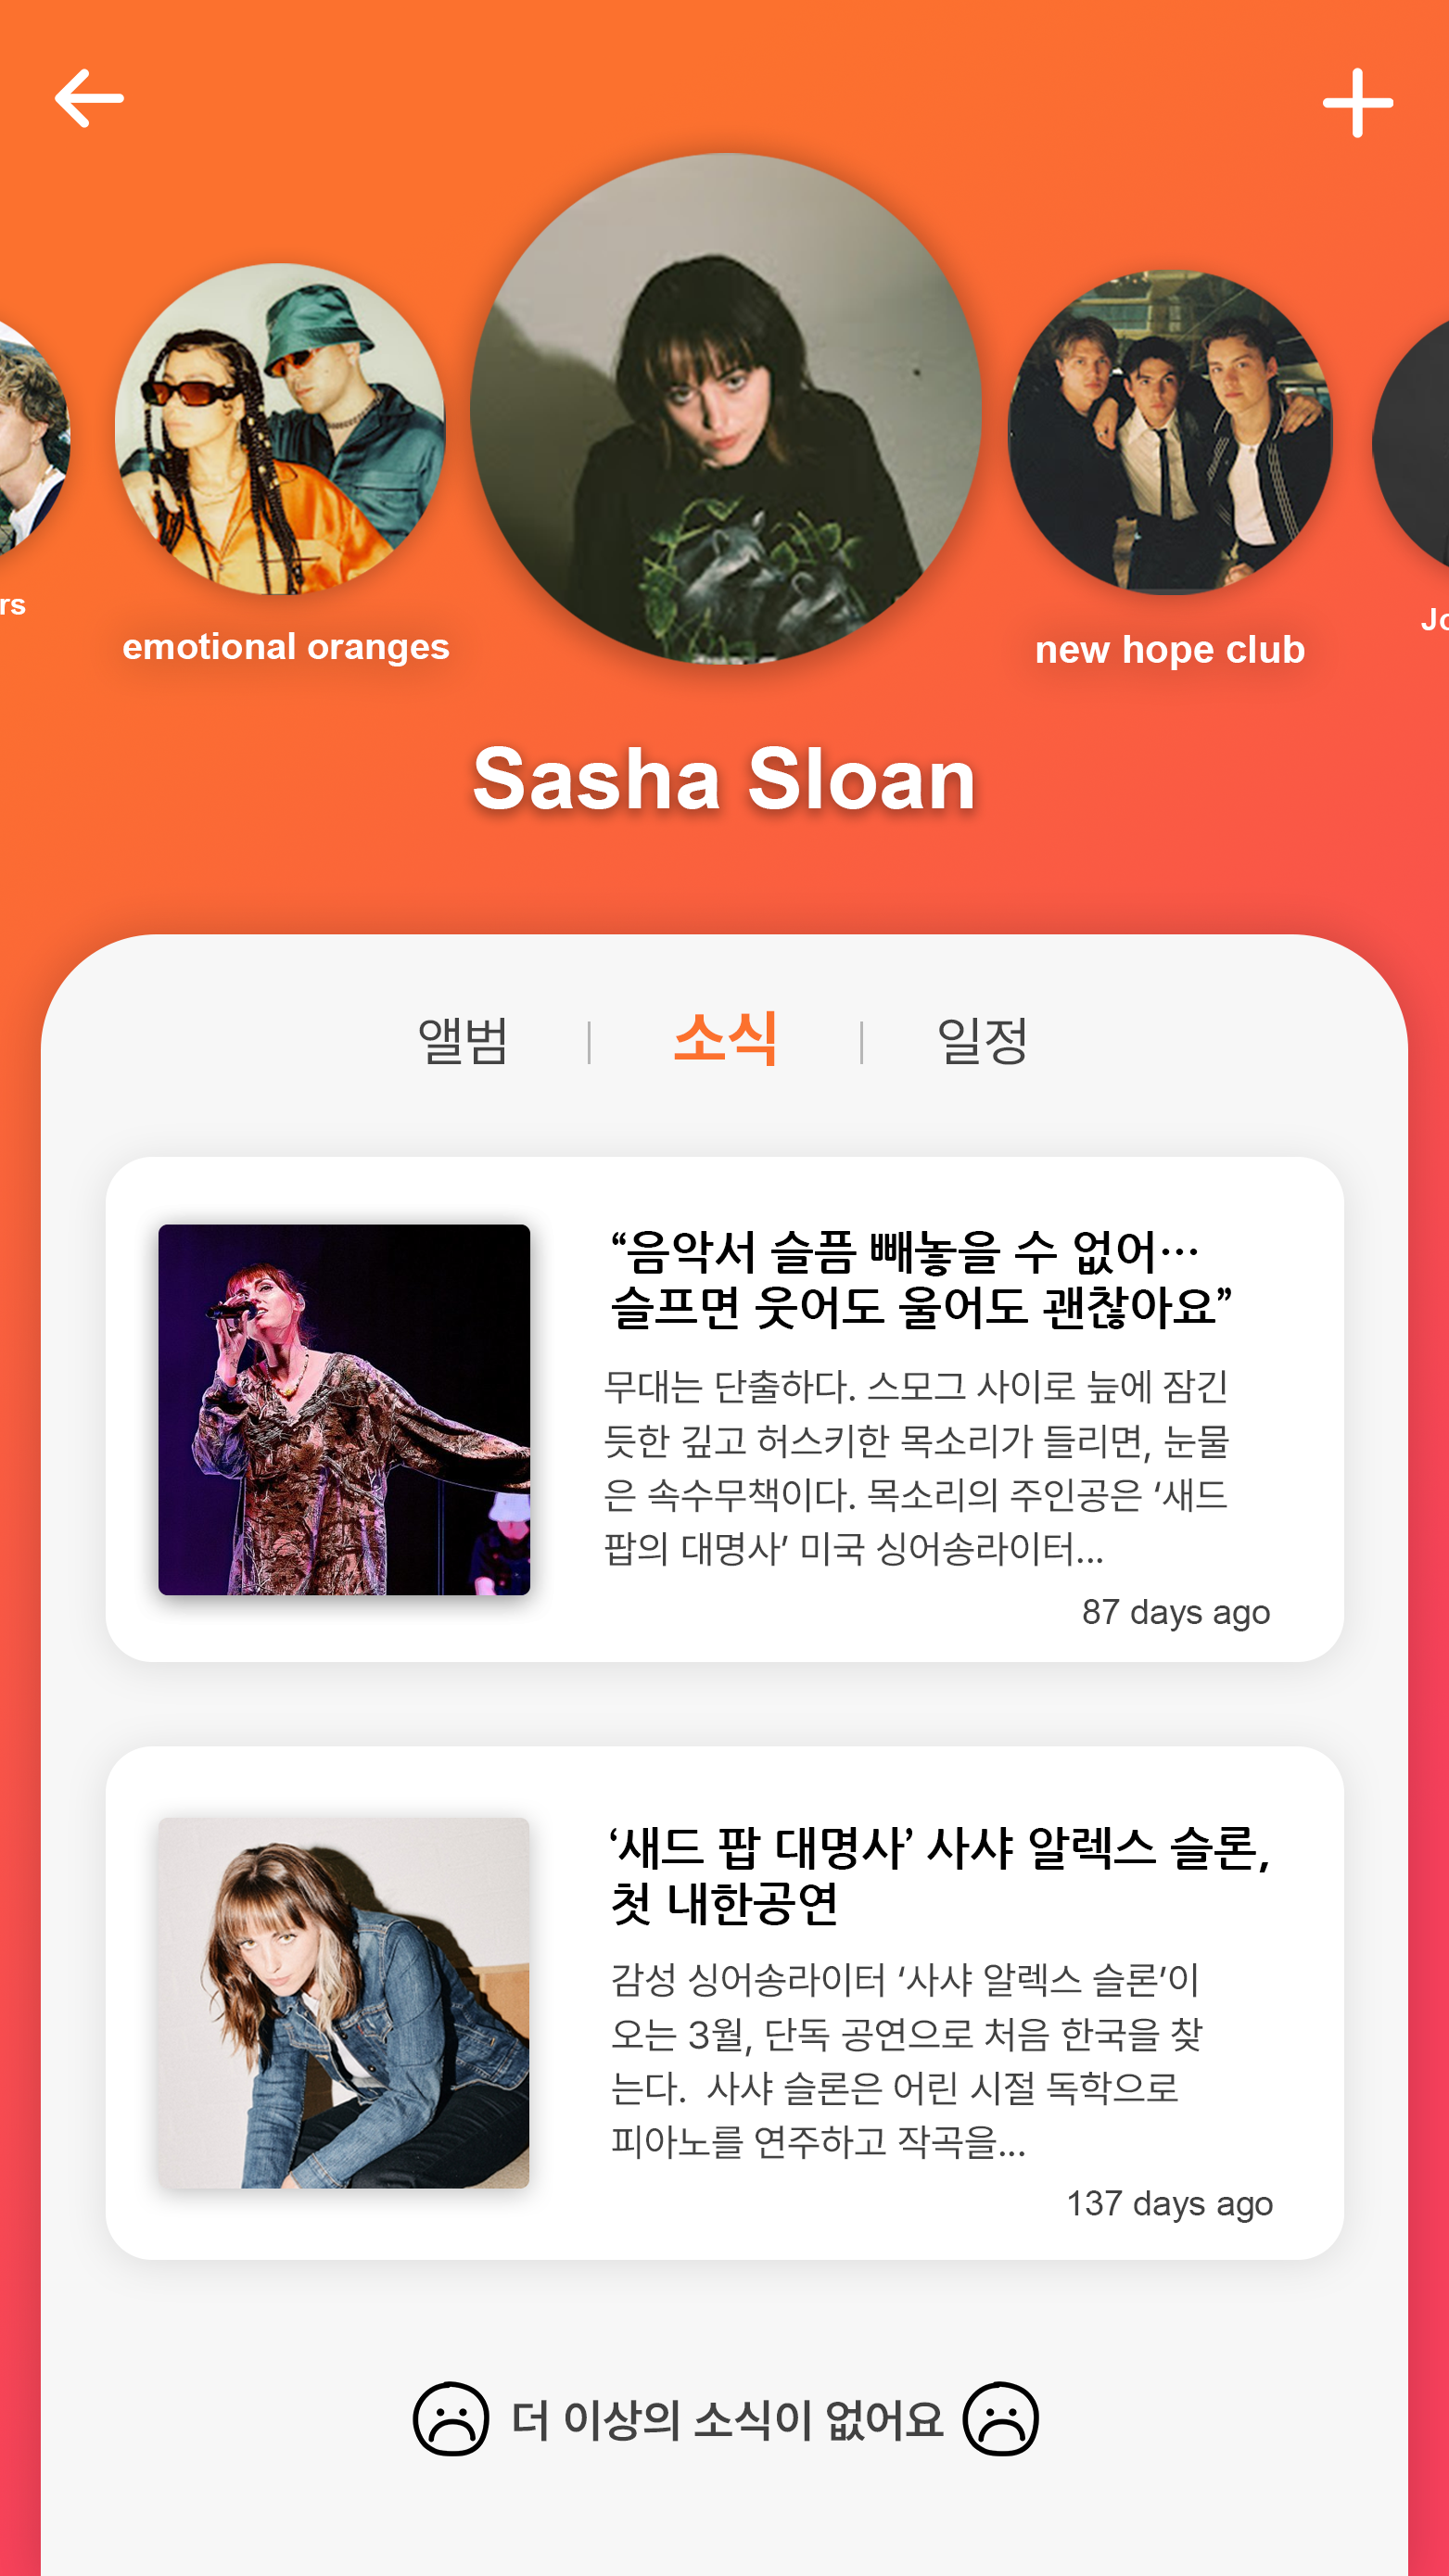 rs
emotional oranges
new hope club
Jo
Sasha Sloan
앨범 | 소식 | 일정
“음악서 슬픔 빼놓을 수 없어…
슬프면 웃어도 울어도 괜찮아요”
무대는 단출하다. 스모그 사이로 늪에 잠긴
듯한 깊고 허스키한 목소리가 들리면, 눈물
은 속수무책이다. 목소리의 주인공은 ‘새드
팝의 대명사’ 미국 싱어송라이터...
87 days ago
‘새드 팝 대명사’ 사샤 알렉스 슬론,
첫 내한공연
감성 싱어송라이터 ‘사샤 알렉스 슬론’이
오는 3월, 단독 공연으로 처음 한국을 찾
는다.  사샤 슬론은 어린 시절 독학으로
피아노를 연주하고 작곡을...
137 days ago
더 이상의 소식이 없어요